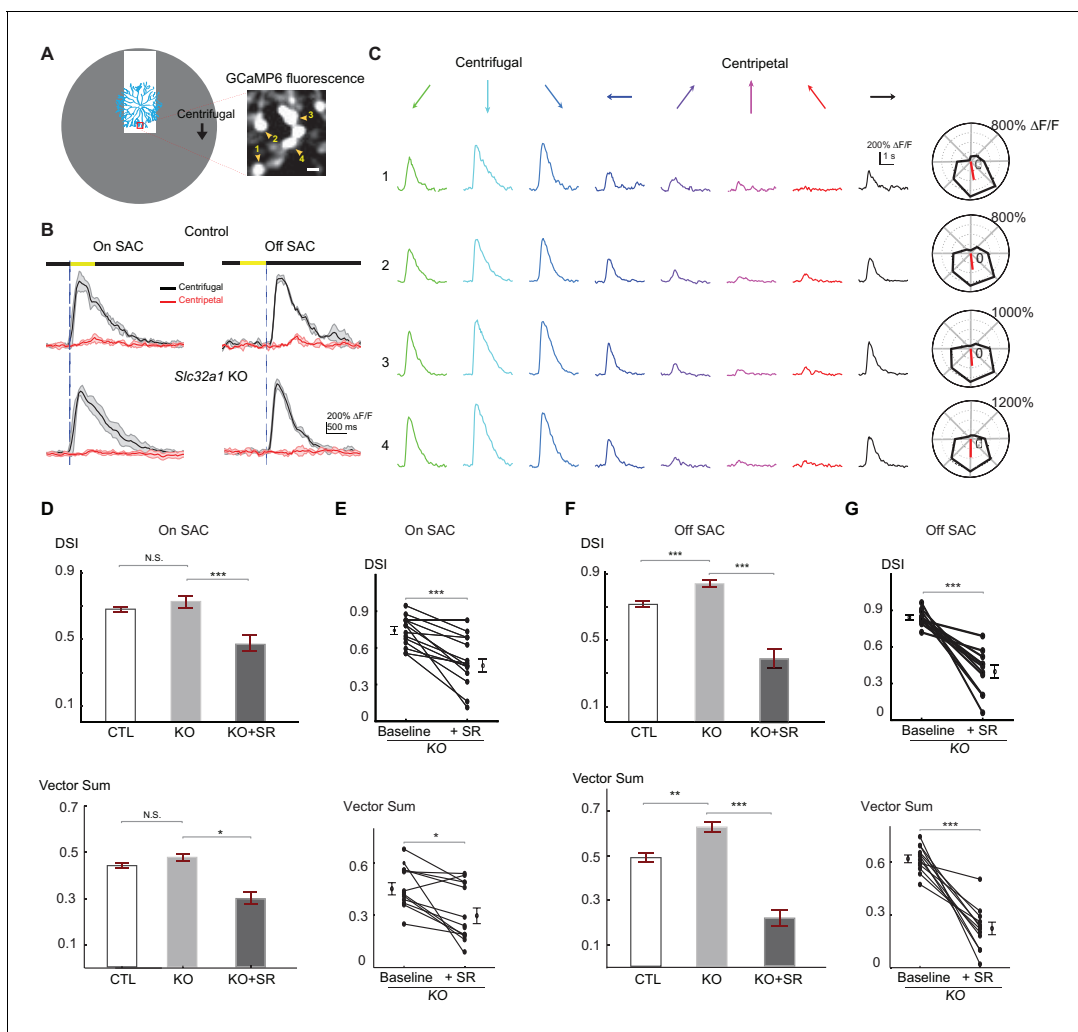 A
GCaMP6 fluorescence
Centrifugal
1
2
3
4
B
Control
On SAC
Off SAC
Centrifugal
Centripetal
Slc32a1 KO
200% ΔF/F
500 ms
C
Centrifugal
Centripetal
200% ΔF/F
1 s
800% ΔF/F
1
800%
2
0
1000%
3
0
1200%
4
D
On SAC
DSI
N.S.
***
0.9
0.5
0.1
CTL
KO
KO+SR
Vector Sum
N.S.
*
0.7
0.5
0.3
0.1
CTL
KO
KO+SR
E
On SAC
DSI
***
0.9
0.6
0.3
0
Baseline
+ SR
KO
Vector Sum
*
0.6
0.3
0
Baseline
+ SR
KO
F
Off SAC
DSI
***
***
0.9
0.5
0.1
CTL
KO
KO+SR
Vector Sum
**
***
0.7
0.5
0.3
0.1
CTL
KO
KO+SR
G
Off SAC
DSI
***
0.9
0.6
0.3
0
Baseline
+ SR
KO
Vector Sum
***
0.6
0.3
0
Baseline
+ SR
KO